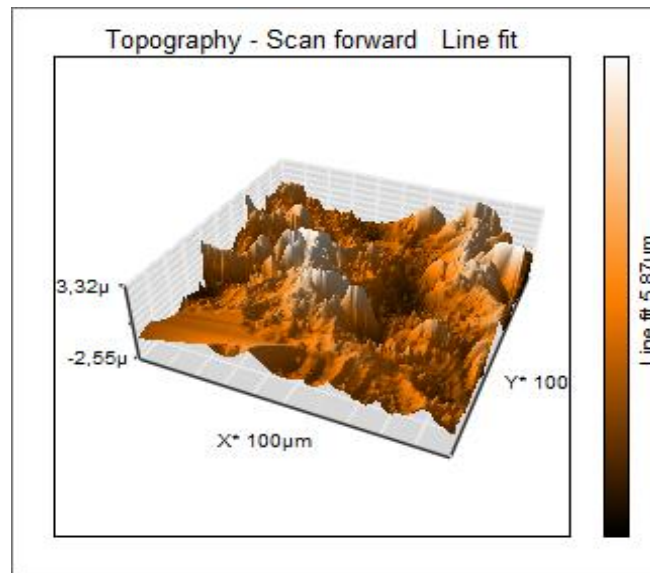 Topography - Scan forward   Line fit
3,32µ
-2,55µ
X* 100µm
Y* 100
Line fit 5,87µm